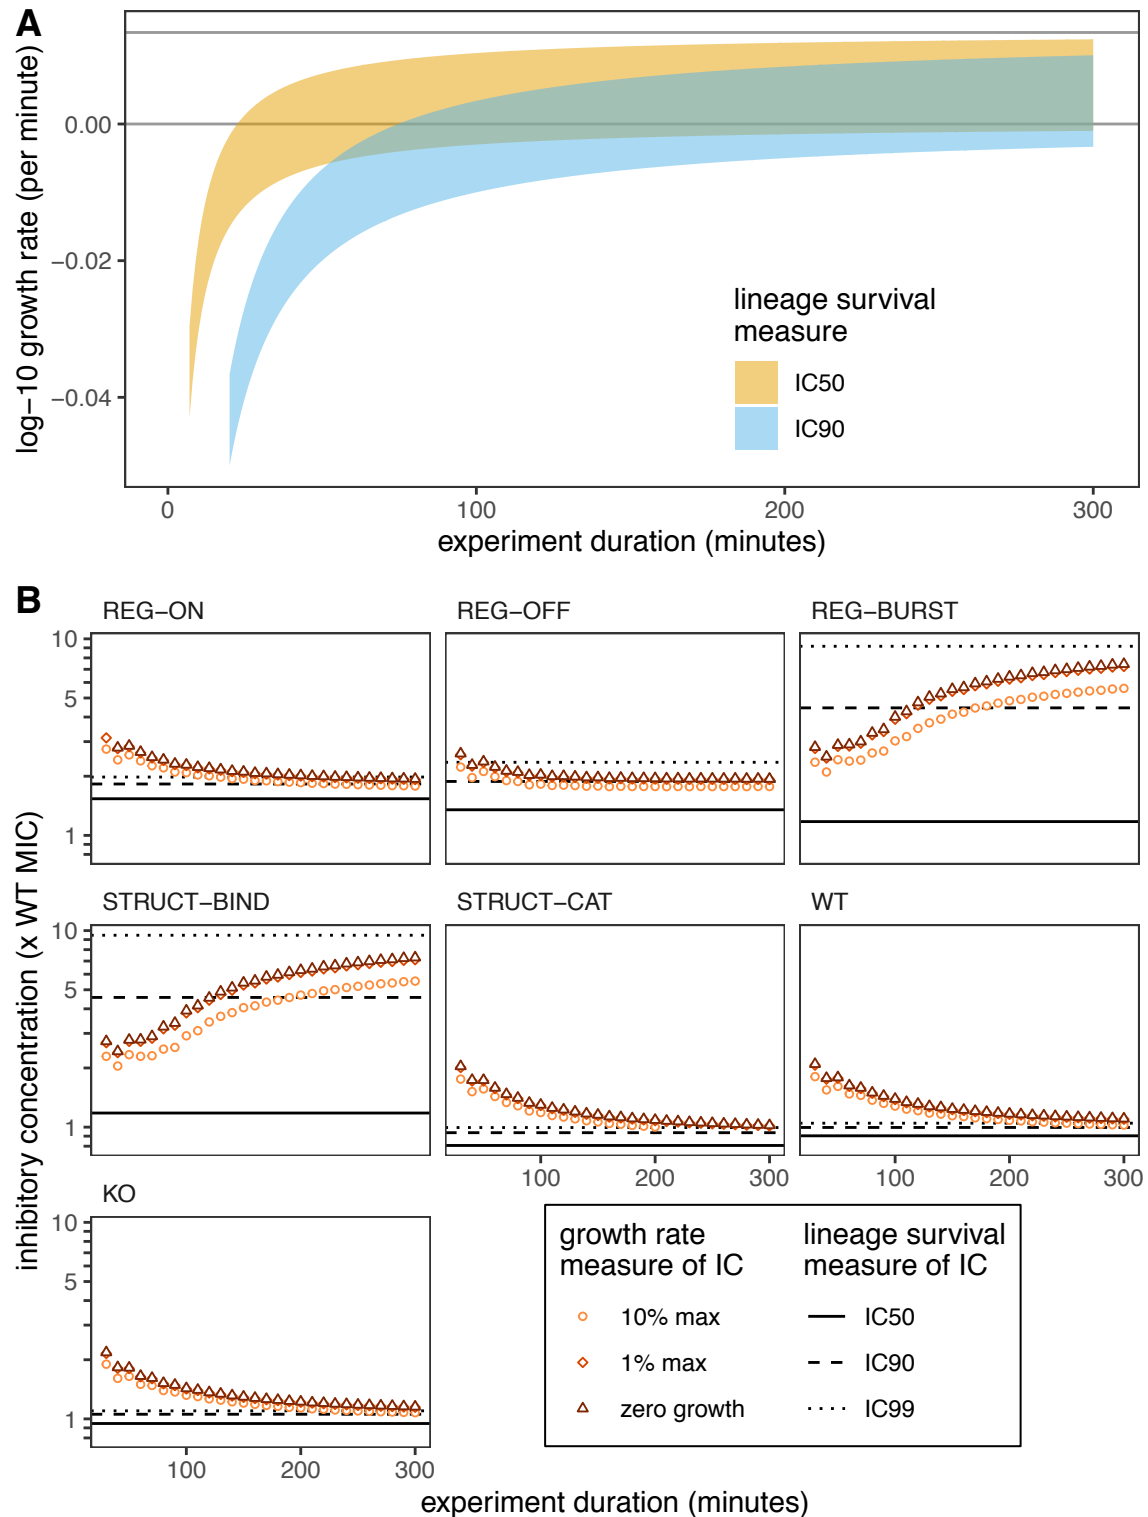 A
log−10 growth rate (per minute)
0.00
−0.02
−0.04
lineage survival
measure
IC50
IC90
0
100
200
300
experiment duration (minutes)
B
inhibitory concentration (x WT MIC)
REG−ON
REG−OFF
REG−BURST
10
5
1
STRUCT−BIND
STRUCT−CAT
WT
10
5
1
100
200
300
100
200
300
KO
10
5
1
100
200
300
growth rate
measure of IC
10% max
1% max
zero growth
lineage survival
measure of IC
IC50
IC90
IC99
experiment duration (minutes)